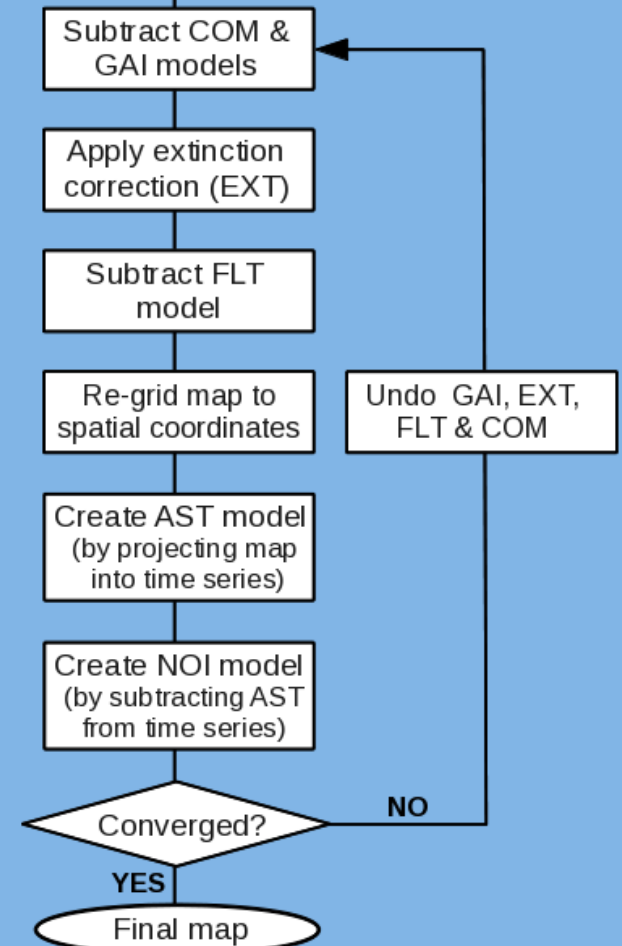 Subtract COM &
GAI models
Apply extinction
correction (EXT)
Subtract FLT
model
Re-grid map to
spatial coordinates
Undo GAI, EXT,
FLT & COM
Create AST model
(by projecting map
into time series)
Create NOI model
(by subtracting AST
from time series)
Converged?
NO
YES
Final map